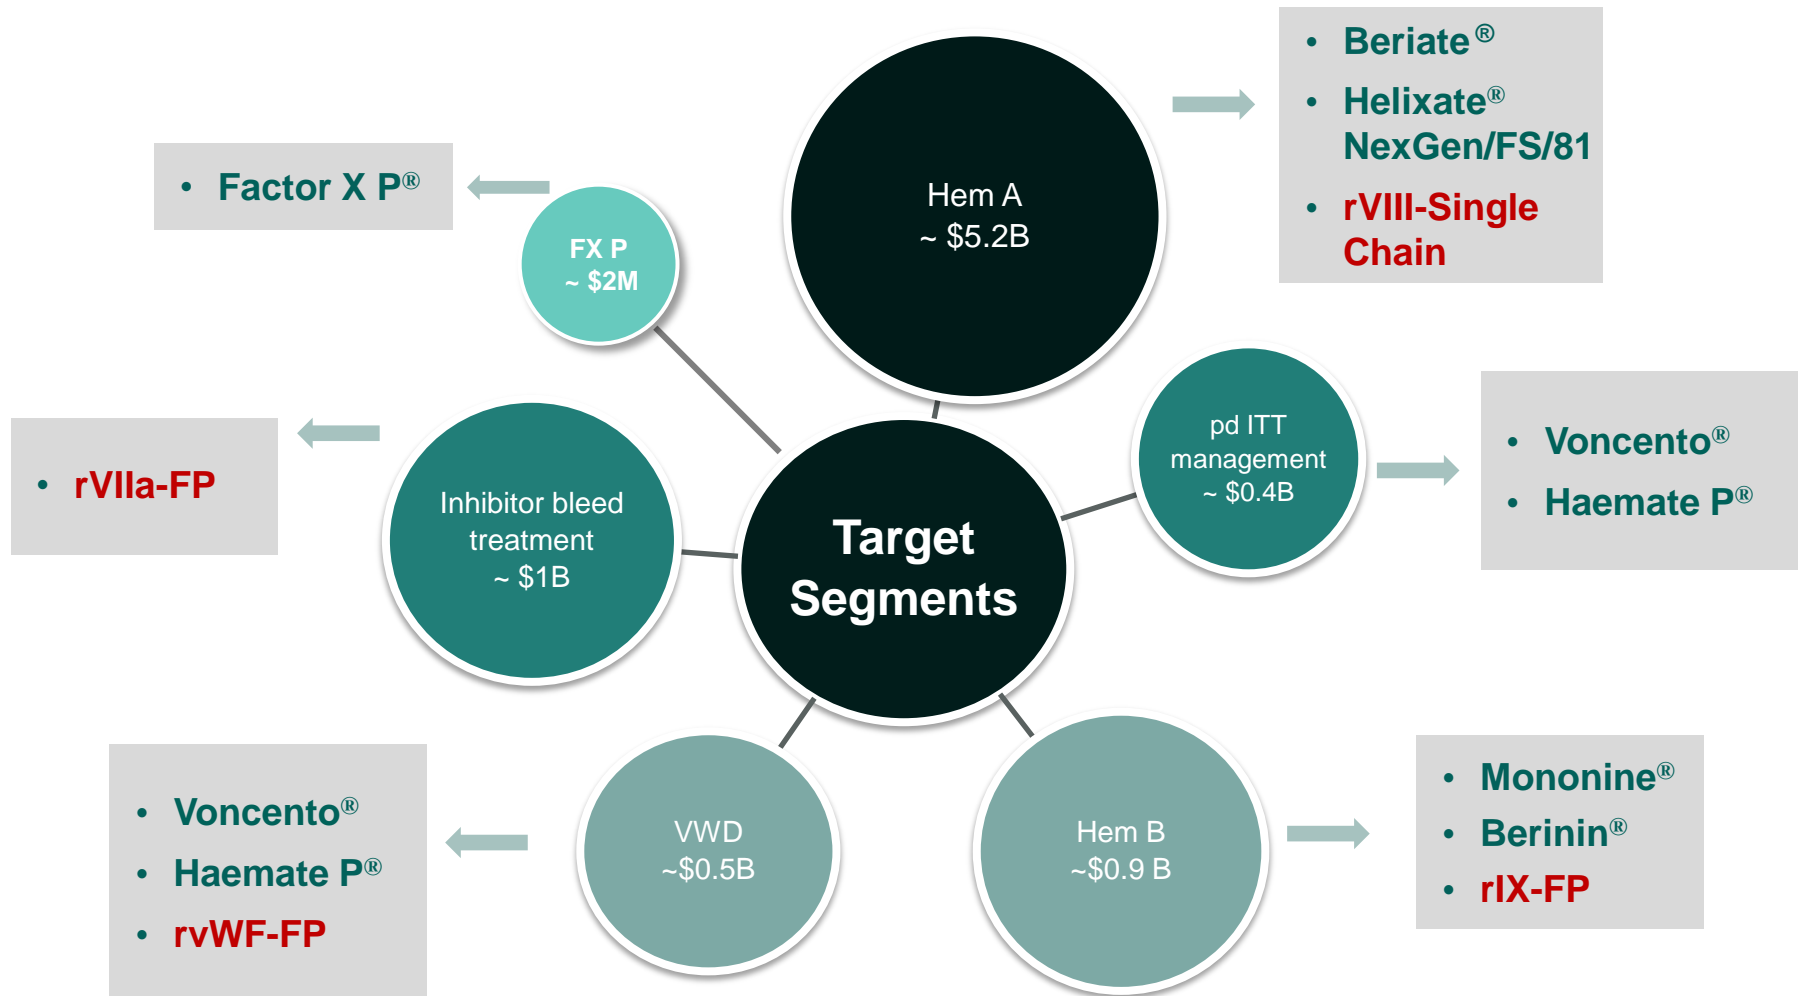 • Beriate®
• Helixate®
NexGen/FS/81
• rVIII-Single
Chain
Hem A
~ $5.2B
• Factor X P®
FX P
~ $2M
pd ITT
management
~ $0.4B
• Voncento®
• Haemate P®
• rVIIa-FP
Inhibitor bleed
treatment
~ $1B
Target
Segments
• Voncento®
• Haemate P®
• rvWF-FP
VWD
~$0.5B
Hem B
~$0.9 B
• Mononine®
• Berinin®
• rIX-FP